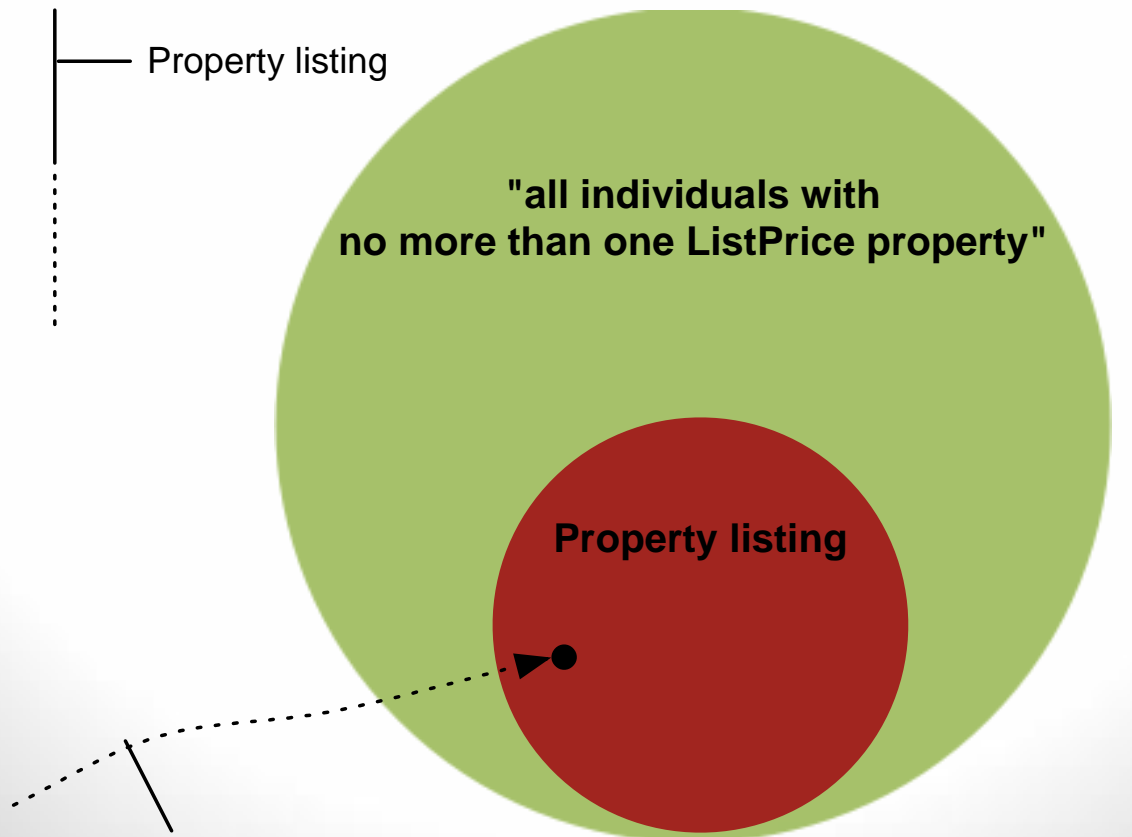 Property listing
"all individuals with
no more than one ListPrice property"
Property listing